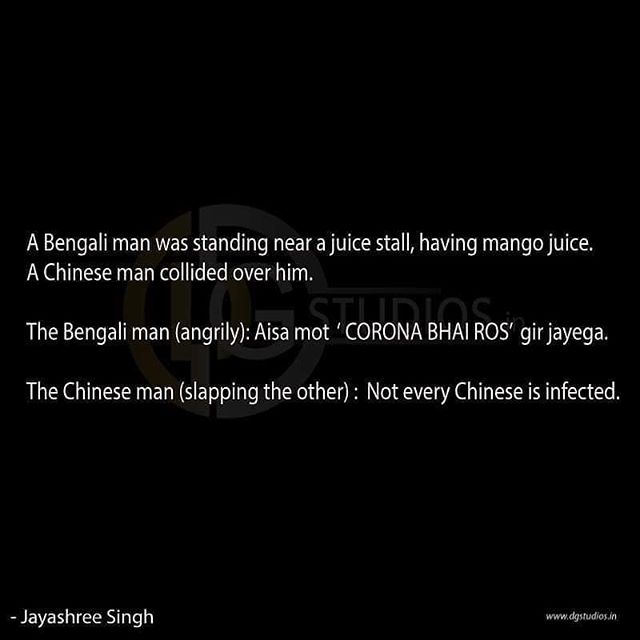 A Bengali man was standing near a juice stall, having mango juice.
A Chinese man collided over him.
STUDIOS.in
The Bengali man (angrily): Aisa mot ‘ CORONA BHAI ROS’ gir jayega.
The Chinese man (slapping the other) : Not every Chinese is infected.
- Jayashree Singh
www.dgstudios.in